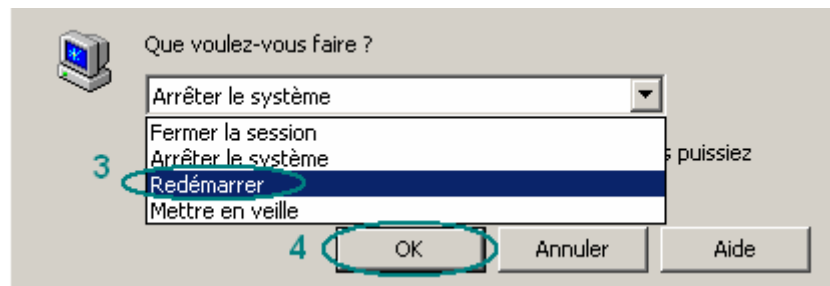 Que voulez-vous faire ?
Arrêter le système
Fermer la session
Arrêter le système
s puissiez
3
Redémarrer
Mettre en veille
4
OK
Annuler
Aide